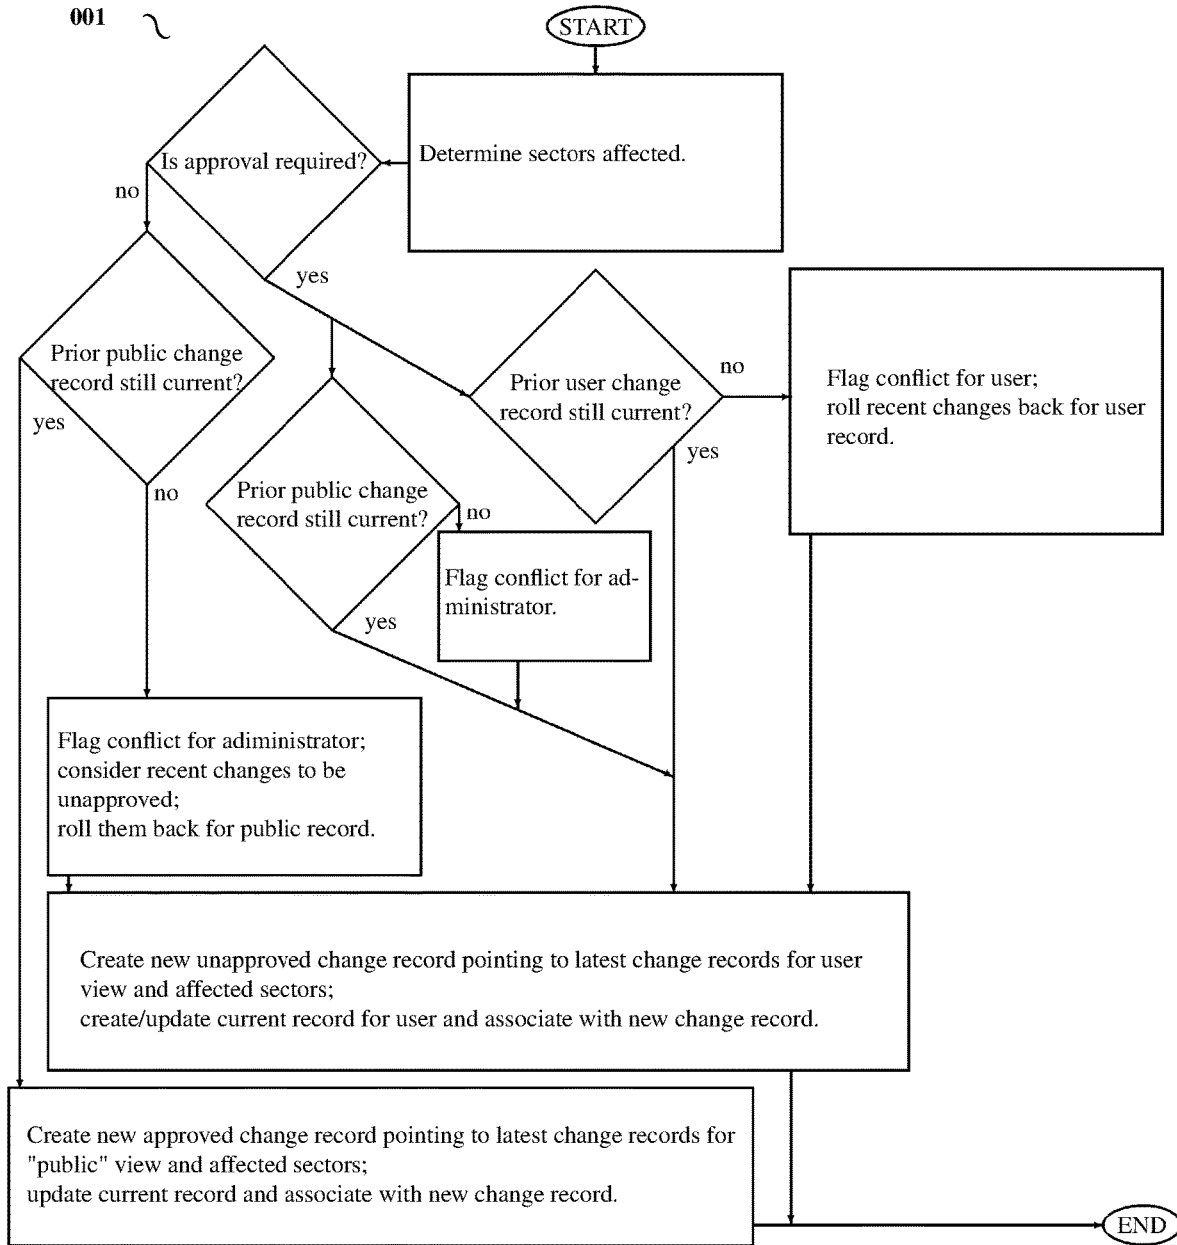 001
START
Is approval required?
Determine sectors affected.
no
yes
Prior public change
record still current?
yes
no
Prior user change
record still current?
no
yes
Flag conflict for user;
roll recent changes back for user
record.
Prior public change
record still current?
no
yes
Flag conflict for ad-
ministrator.
Flag conflict for adiministrator;
consider recent changes to be
unapproved;
roll them back for public record.
Create new unapproved change record pointing to latest change records for user
view and affected sectors;
create/update current record for user and associate with new change record.
Create new approved change record pointing to latest change records for
"public" view and affected sectors;
update current record and associate with new change record.
END